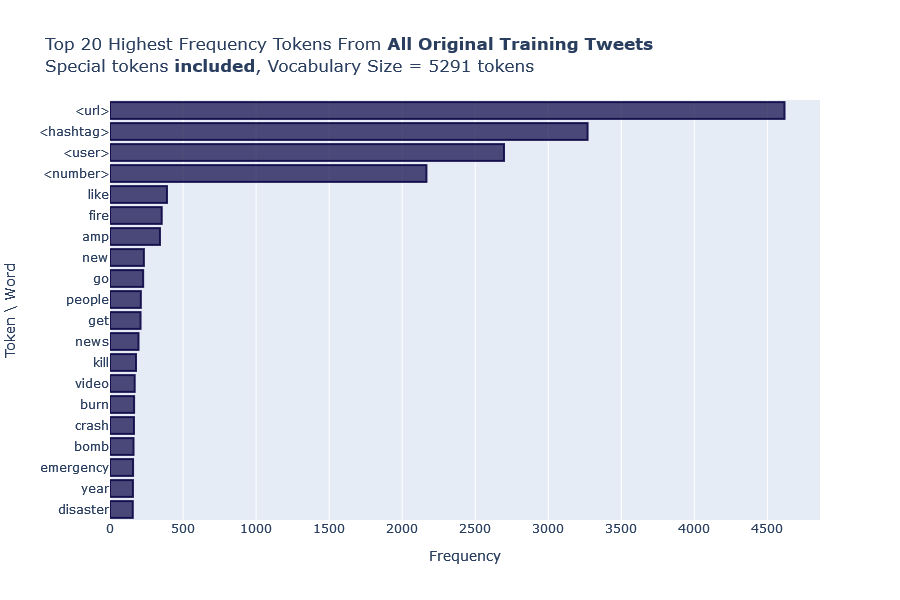 Top 20 Highest Frequency Tokens From All Original Training Tweets
Special tokens included, Vocabulary Size = 5291 tokens
Token \ Word
<url>
<hashtag>
<user>
<number>
like
fire
amp
new
go
people
get
news
kill
video
burn
crash
bomb
emergency
year
disaster
0 500 1000 1500 2000 2500 3000 3500 4000 4500
Frequency